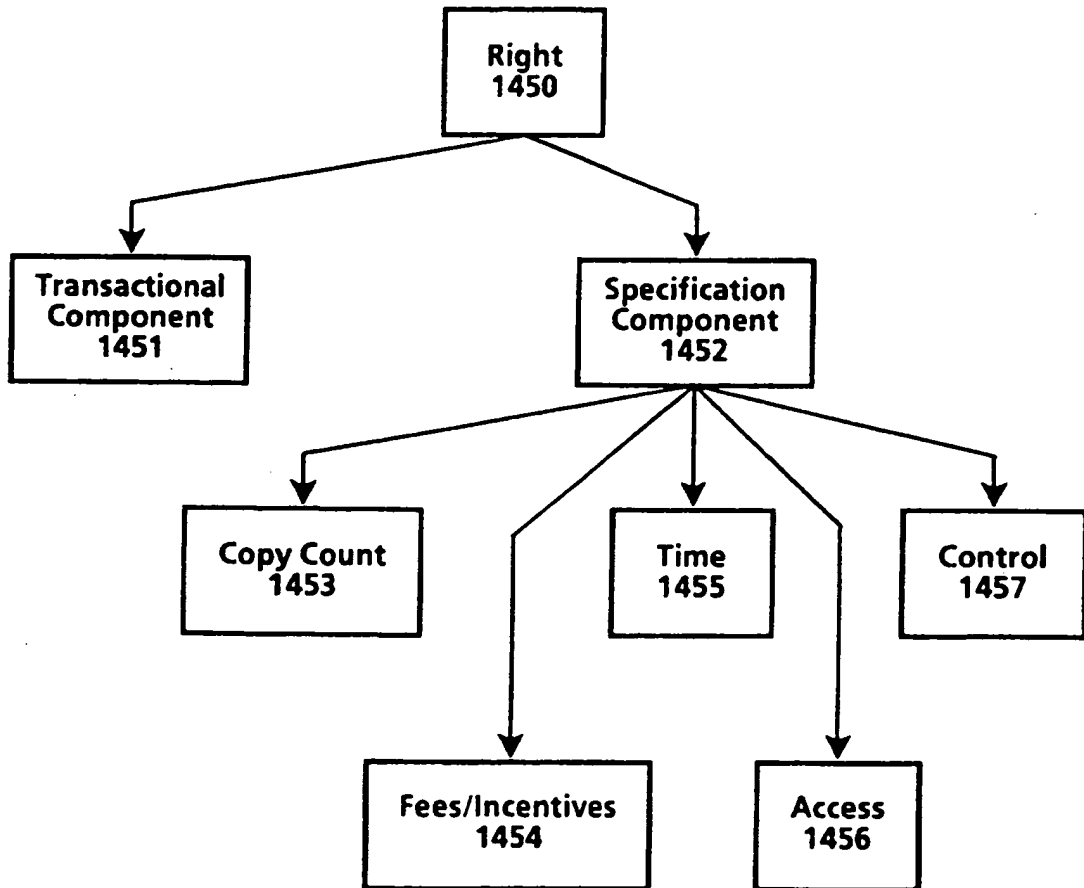 Right
1450
Transactional
Component
1451
Specification
Component
1452
Copy Count
1453
Time
1455
Control
1457
Fees/Incentives
1454
Access
1456